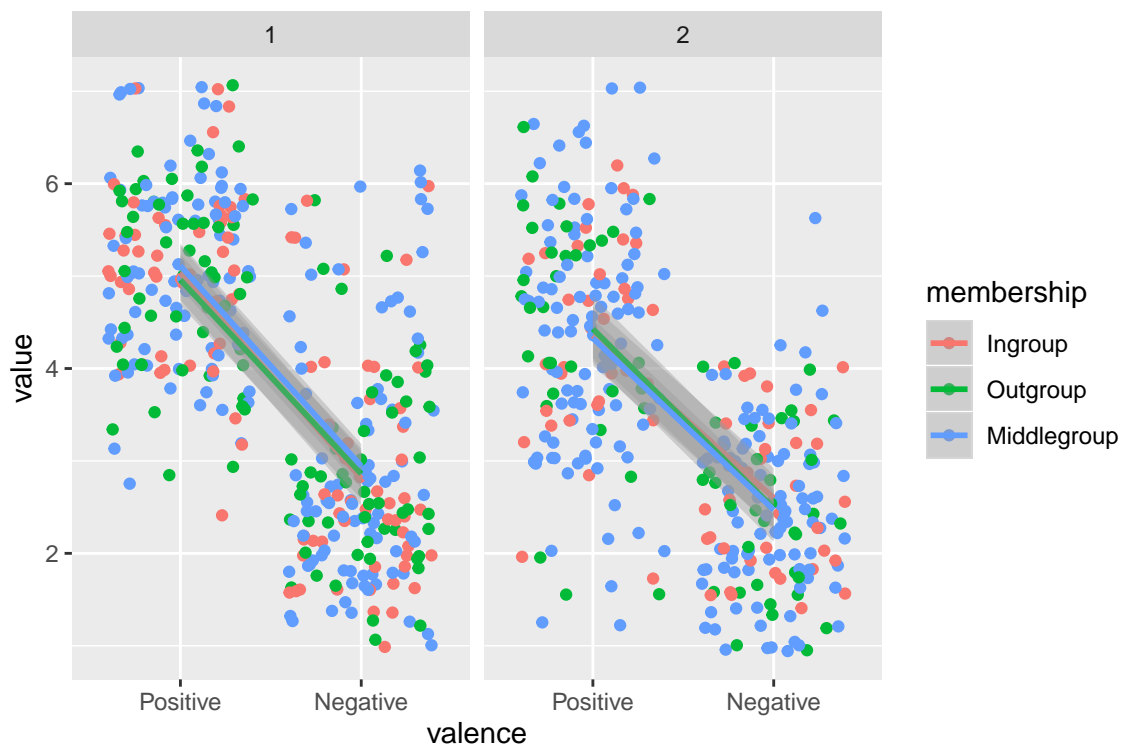 1
2
value
6
4
2
Positive
Negative
Positive
Negative
valence
membership
Ingroup
Outgroup
Middlegroup